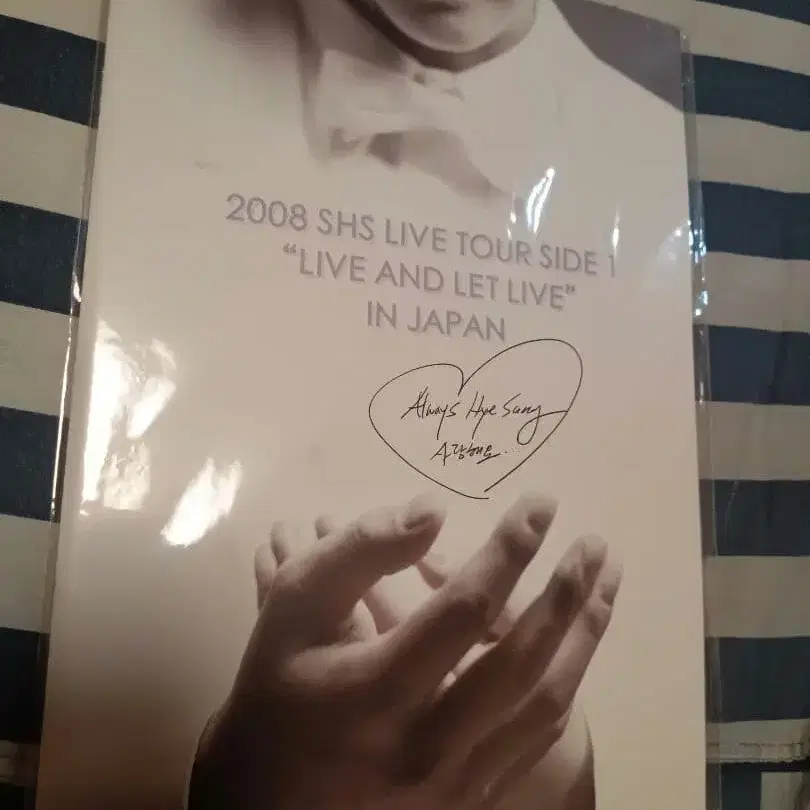 2008 SHS LIVE TOUR SIDE 1
“LIVE AND LET LIVE”
IN JAPAN
Always Hye Sung
사랑해요...